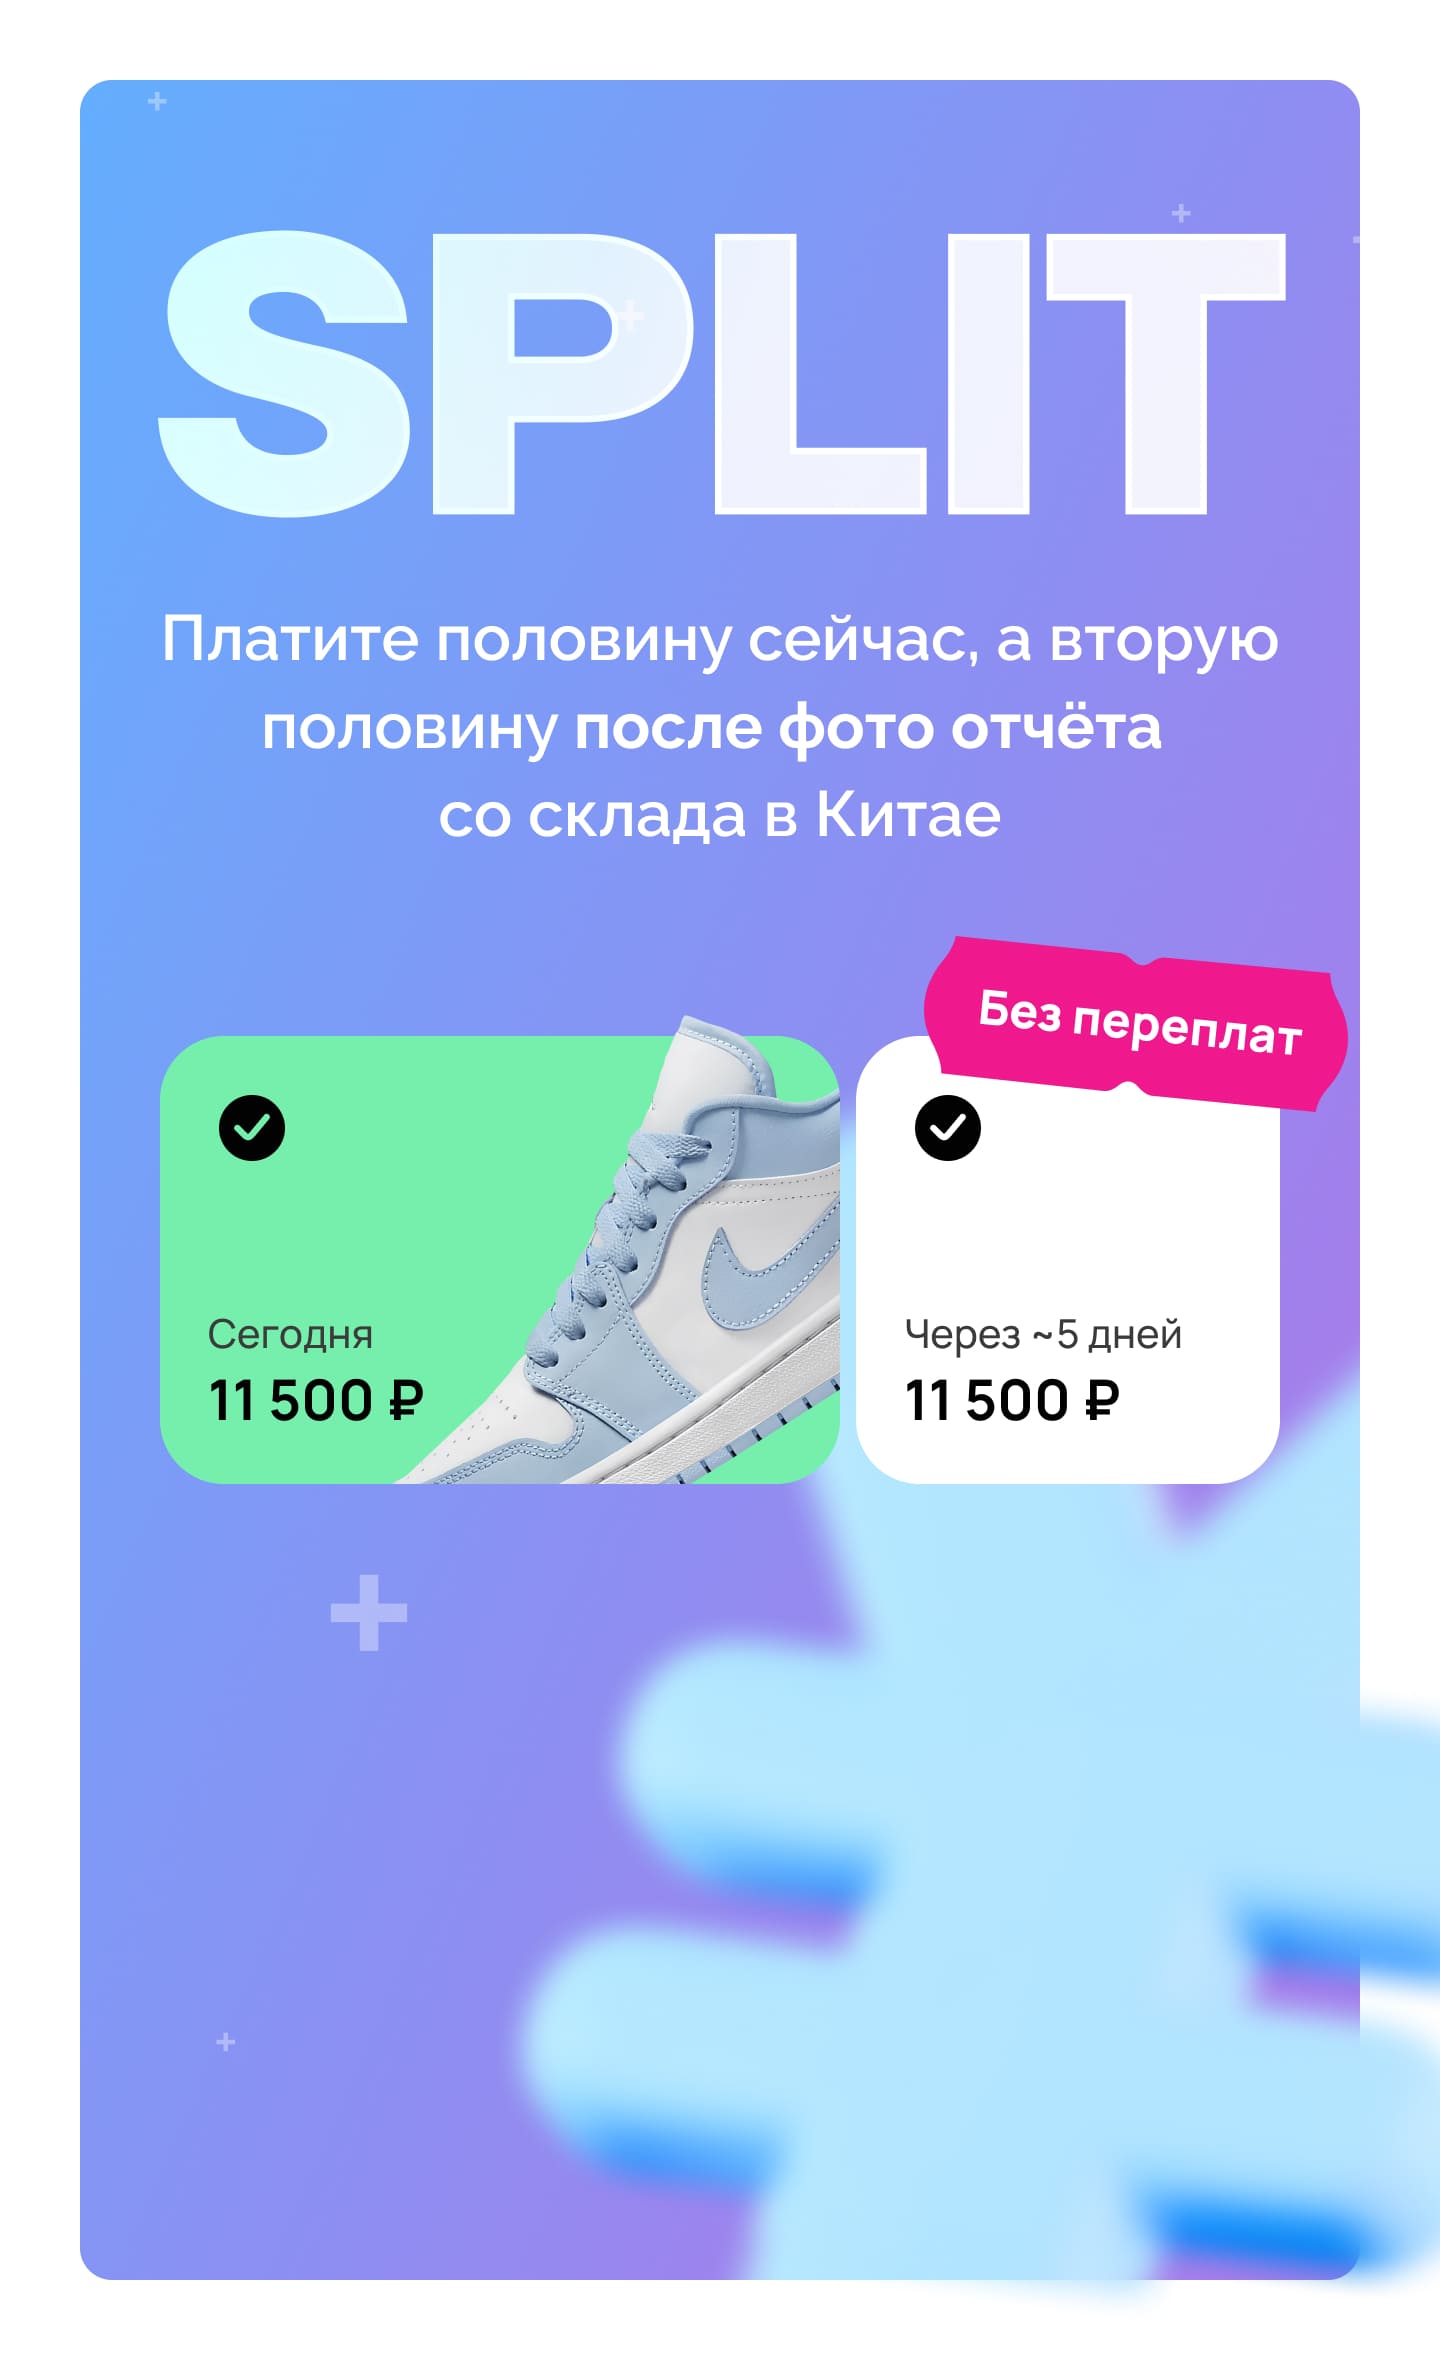 SPLIT
Платите половину сейчас, а вторую
половину после фото отчёта
со склада в Китае
Без переплат
Сегодня
11 500 ₽
Через ~5 дней
11 500 ₽